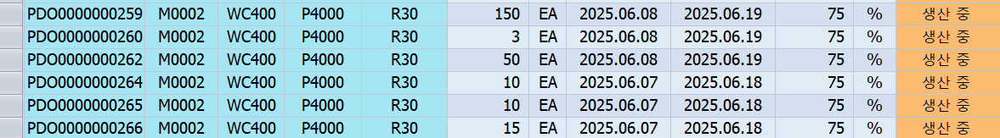 PDO0000000259 M0002 WC400 P4000 R30 150 EA 2025.06.08 2025.06.19 75 % 생산 중
PDO0000000260 M0002 WC400 P4000 R30 3 EA 2025.06.08 2025.06.19 75 % 생산 중
PDO0000000262 M0002 WC400 P4000 R30 50 EA 2025.06.08 2025.06.19 75 % 생산 중
PDO0000000264 M0002 WC400 P4000 R30 10 EA 2025.06.07 2025.06.18 75 % 생산 중
PDO0000000265 M0002 WC400 P4000 R30 10 EA 2025.06.07 2025.06.18 75 % 생산 중
PDO0000000266 M0002 WC400 P4000 R30 15 EA 2025.06.07 2025.06.18 75 % 생산 중